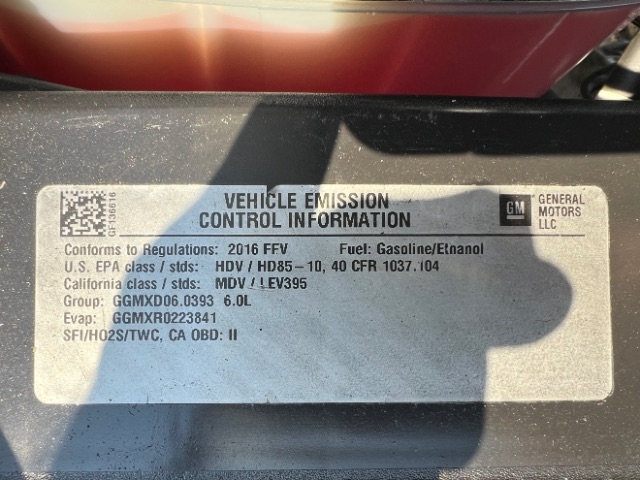 VEHICLE EMISSION
CONTROL INFORMATION
GM
GENERAL
MOTORS
LLC
Conforms to Regulations: 2016 FFV Fuel: Gasoline/Ethanol
U.S. EPA class / stds: HDV / HD85-10, 40 CFR 1037.104
California class / stds: MDV / LEV395
Group: GGMXD06.0393 6.0L
Evap: GGMXR0223841
SFI/HO2S/TWC, CA OBD: II